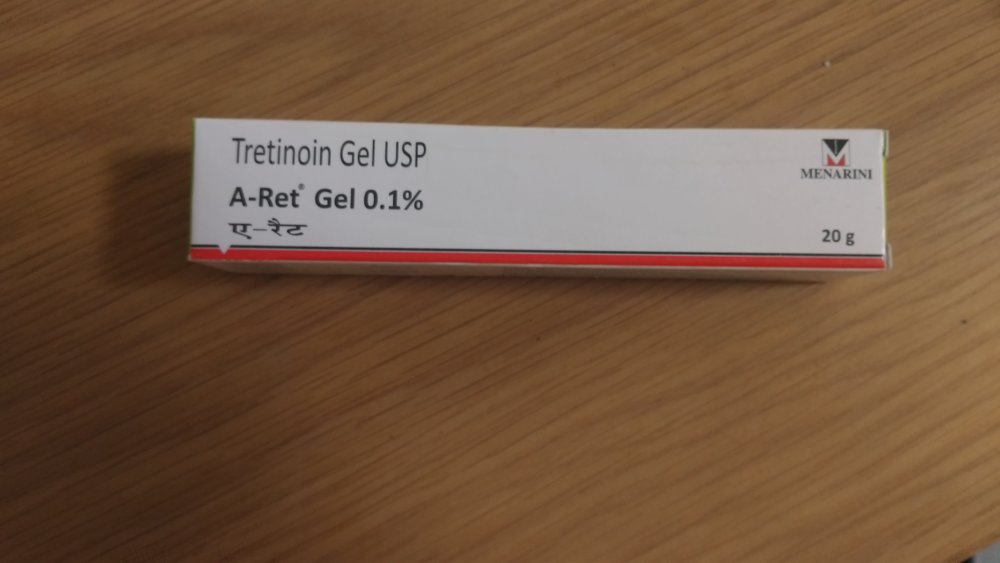 Tretinoin Gel USP
A-Ret® Gel 0.1%
ए-रैट
MENARINI
20 g